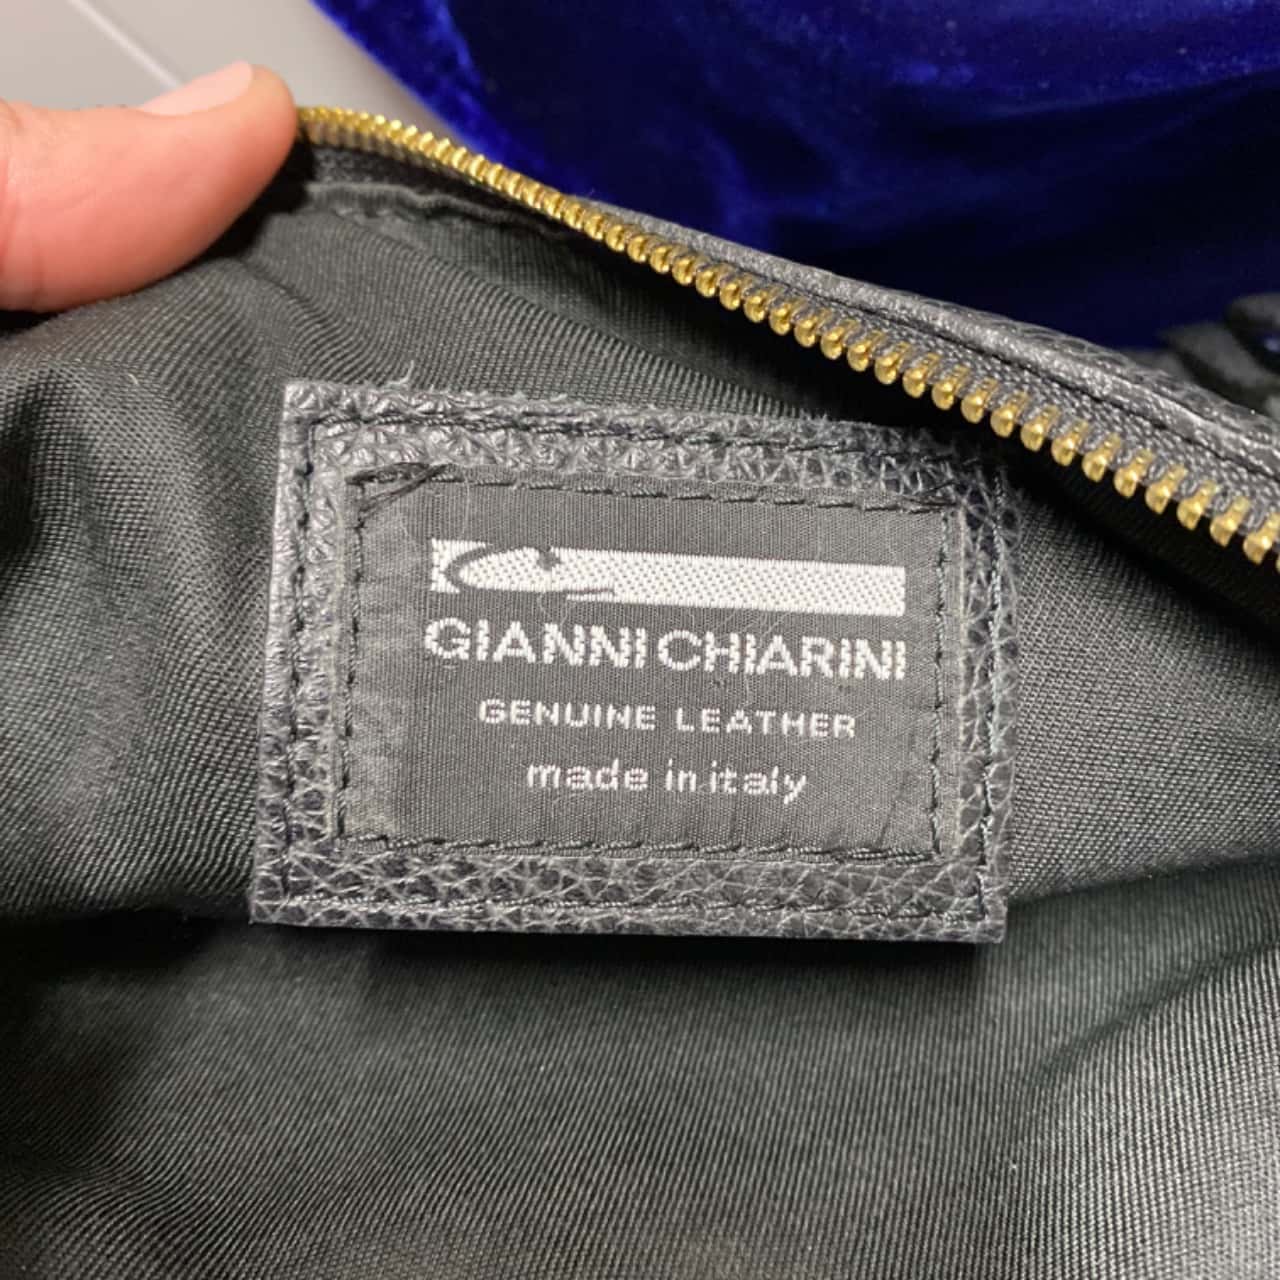 GIANNI CHIARINI
GENUINE LEATHER
made in italy